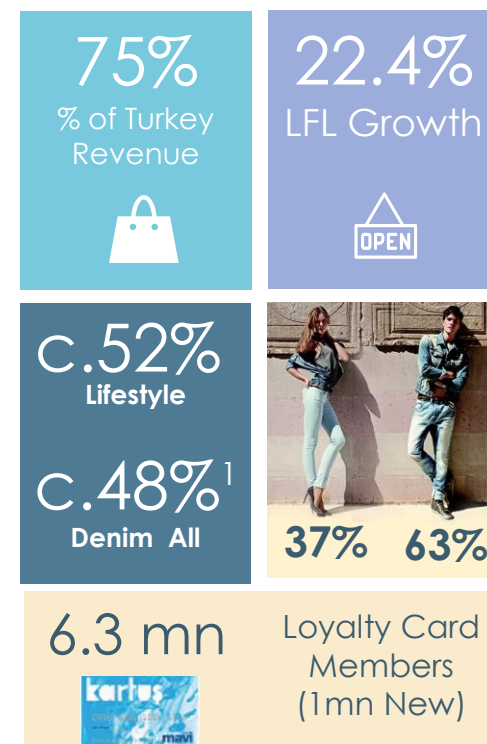 75%
% of Turkey
Revenue
22.4%
LFL Growth
OPEN
c.52%
Lifestyle
c.48%1
Denim All
37% 63%
6.3 mn
Loyalty Card
Members
(1mn New)
kartuş
mavi